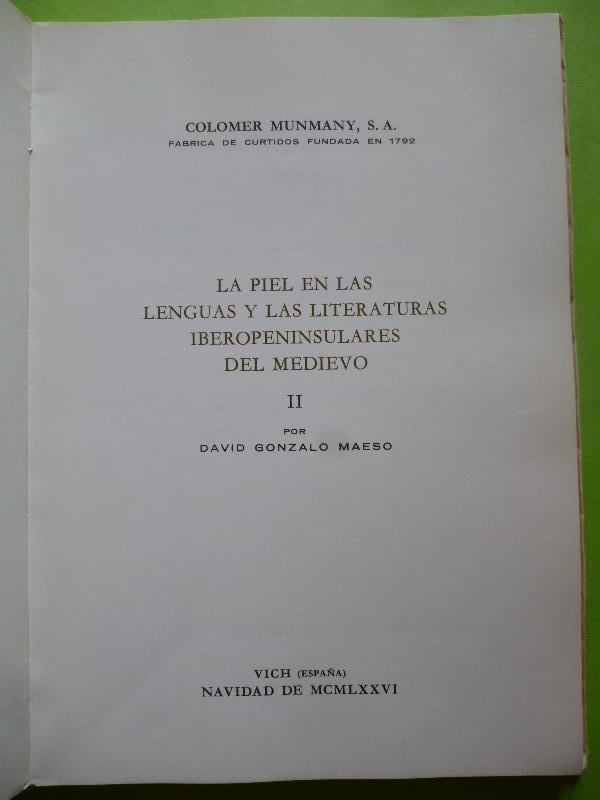 COLOMER MUNMANY, S. A.
FABRICA DE CURTIDOS FUNDADA EN 1792
LA PIEL EN LAS
LENGUAS Y LAS LITERATURAS
IBEROPENINSULARES
DEL MEDIEVO
II
POR
DAVID GONZALO MAESO
VICH (ESPAÑA)
NAVIDAD DE MCMLXXVI